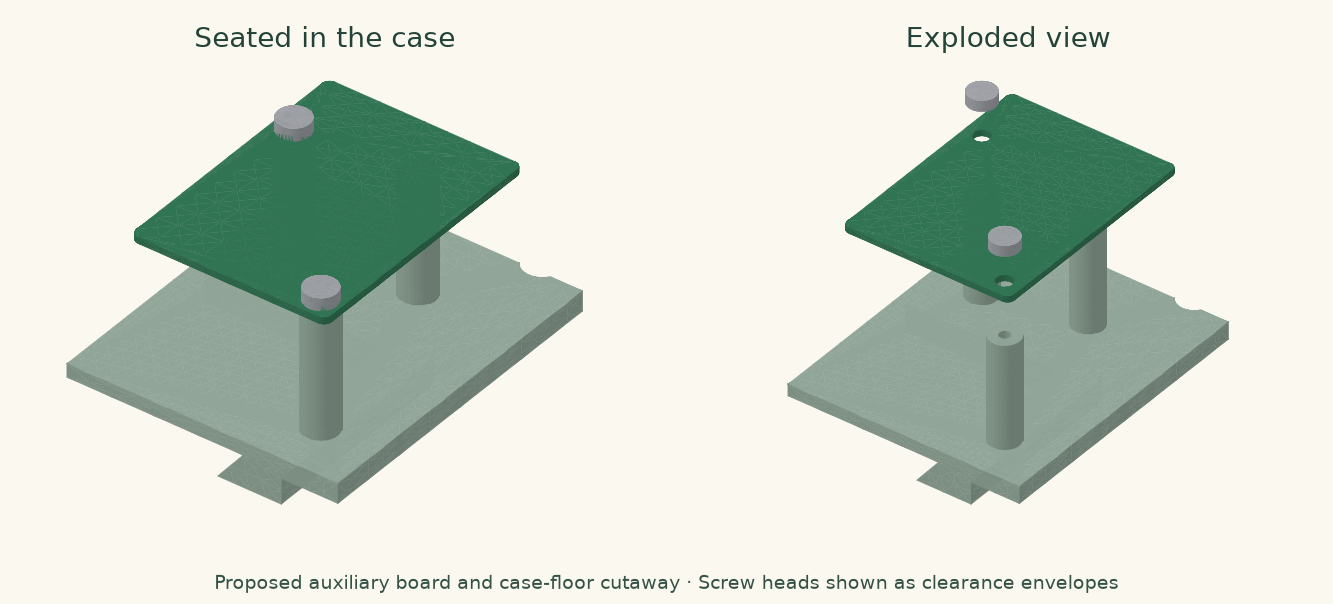 Seated in the case
Exploded view
Proposed auxiliary board and case-floor cutaway · Screw heads shown as clearance envelopes